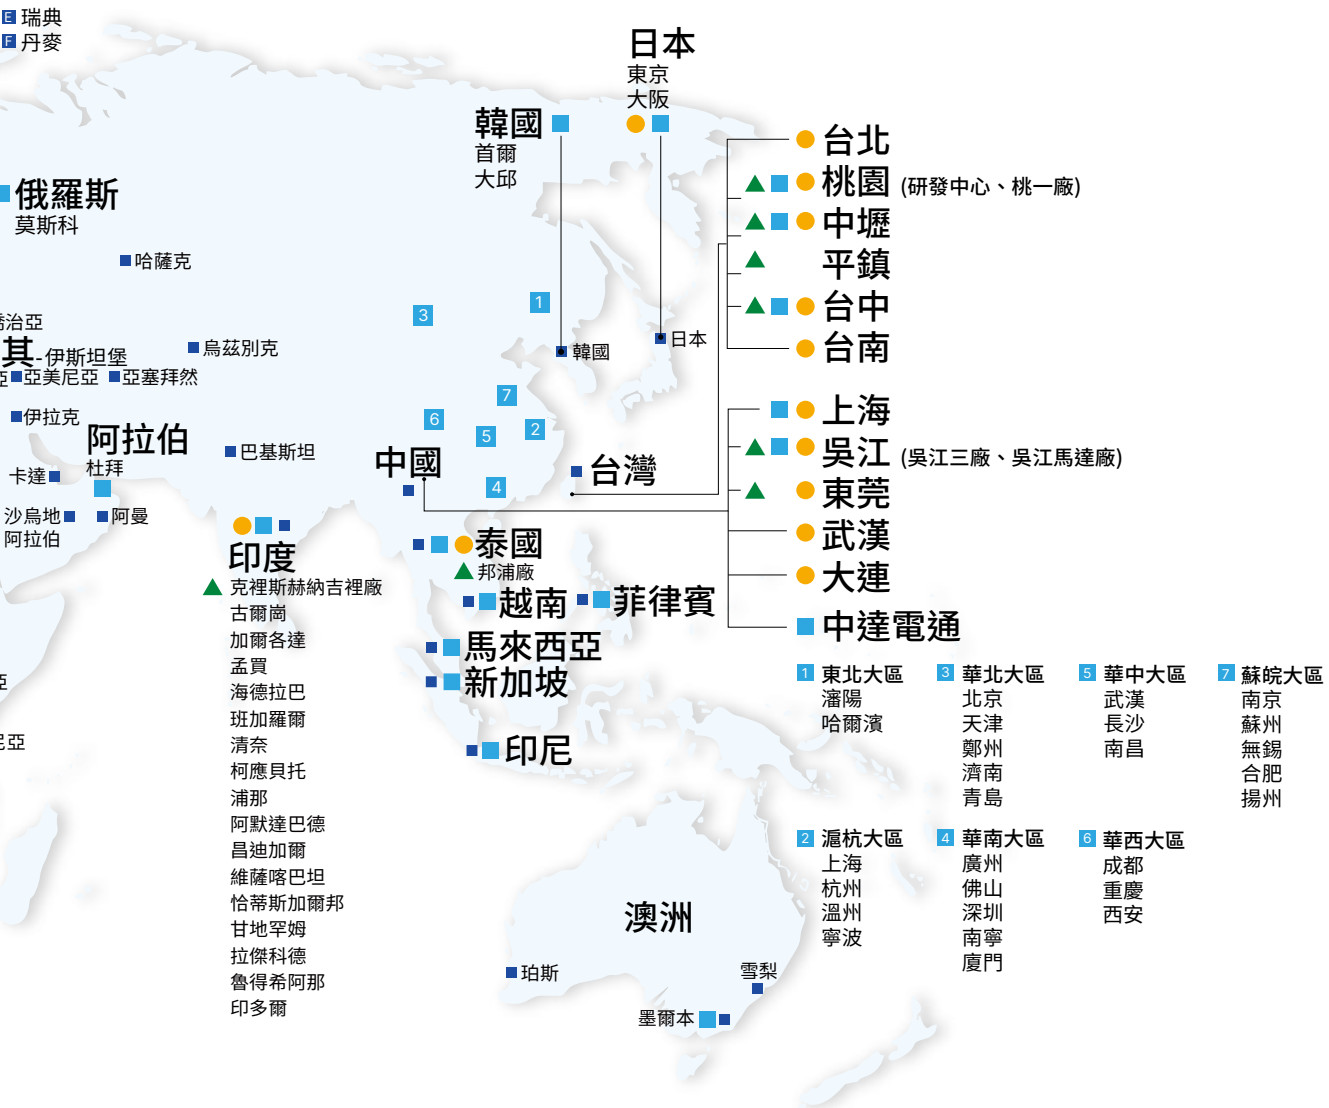 E 瑞典
F 丹麥
俄羅斯
莫斯科
哈薩克
治亞
其-伊斯坦堡
烏茲別克
亞美尼亞
亞塞拜然
伊拉克
阿拉伯
杜拜
巴基斯坦
卡達
沙烏地
阿拉伯
阿曼
亞
尼亞
印度
克裡斯赫納吉裡廠
古爾崗
加爾各達
孟買
海德拉巴
班加羅爾
清奈
柯應貝托
浦那
阿默達巴德
昌迪加爾
維薩喀巴坦
恰蒂斯加爾邦
甘地罕姆
拉傑科德
魯得希阿那
印多爾
韓國
首爾
大邱
日本
東京
大阪
韓國
日本
1
3
7
6
5
2
4
中國
台灣
泰國
邦浦廠
越南
菲律賓
馬來西亞
新加坡
印尼
澳洲
珀斯
雪梨
墨爾本
台北
桃園 (研發中心、桃一廠)
中壢
平鎮
台中
台南
上海
吳江 (吳江三廠、吳江馬達廠)
東莞
武漢
大連
中達電通
1 東北大區
瀋陽
哈爾濱
2 滬杭大區
上海
杭州
溫州
寧波
3 華北大區
北京
天津
鄭州
濟南
青島
4 華南大區
廣州
佛山
深圳
南寧
廈門
5 華中大區
武漢
長沙
南昌
6 華西大區
成都
重慶
西安
7 蘇皖大區
南京
蘇州
無錫
合肥
揚州